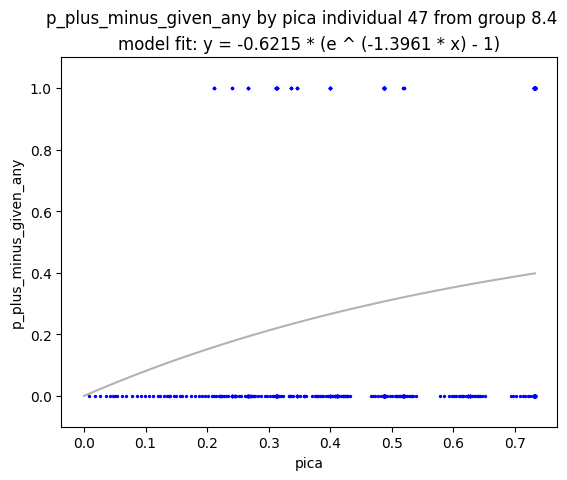 p_plus_minus_given_any by pica individual 47 from group 8.4
model fit: y = -0.6215 * (e ^ (-1.3961 * x) - 1)
1.0
0.8
0.6
0.4
0.2
0.0
p_plus_minus_given_any
0.0 0.1 0.2 0.3 0.4 0.5 0.6 0.7
pica